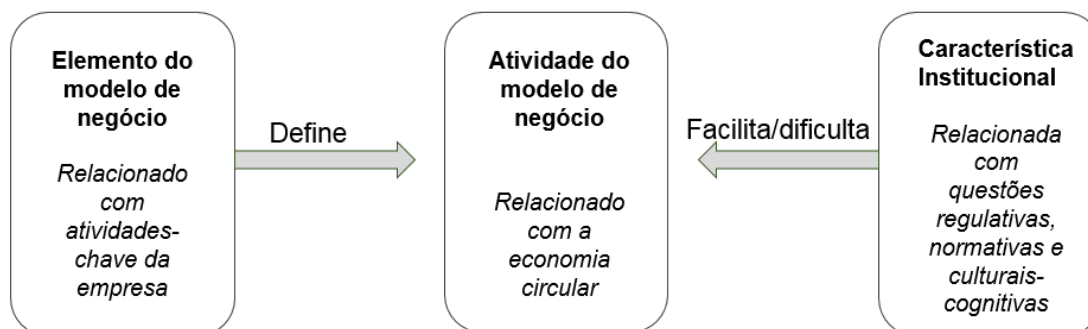 Elemento do
modelo de
negócio
Relacionado
com
atividades-
chave da
empresa
Define
Atividade do
modelo de
negócio
Relacionado
com a
economia
circular
Facilita/dificulta
Característica
Institucional
Relacionada
com
questões
regulativas,
normativas e
culturais-
cognitivas